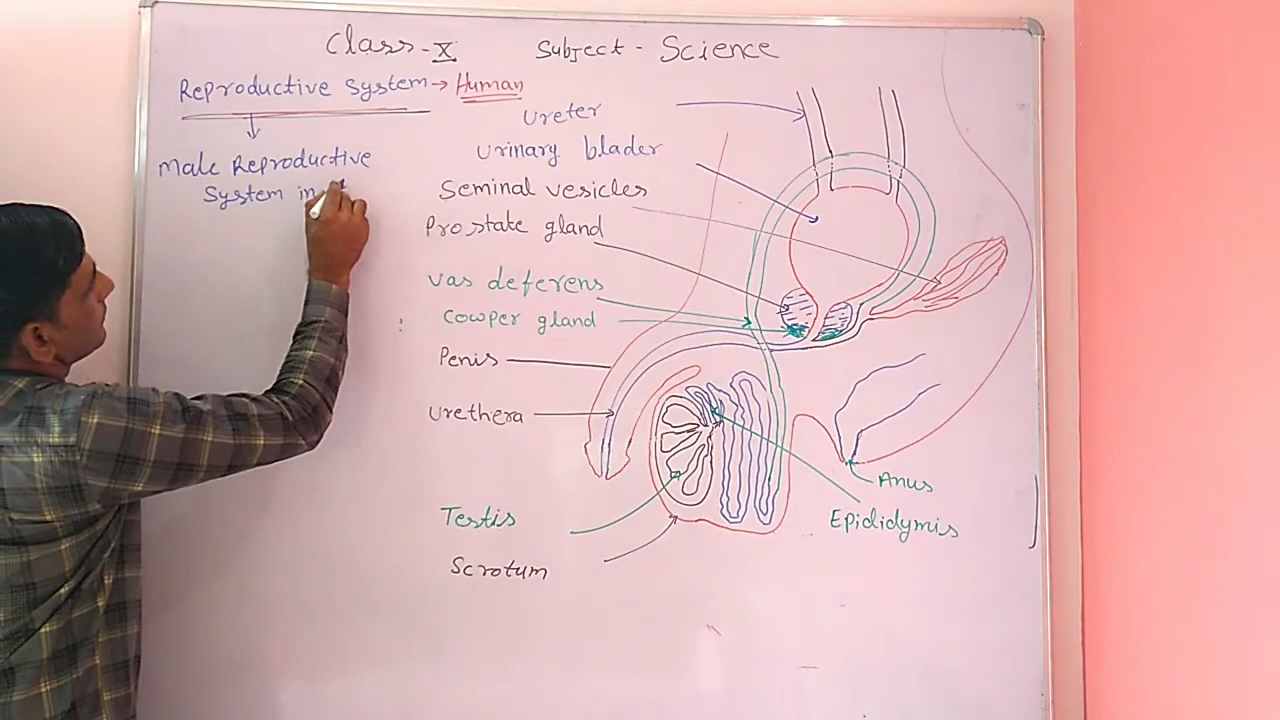 Class-X Subject - Science
Reproductive System → Human
Male Reproductive
System in
Ureter
Urinary blader
Seminal vesicles
Prostate gland
Vas deferens
Cowper gland
Penis
Urethera
Anus
Testis
Epididymis
Scrotum